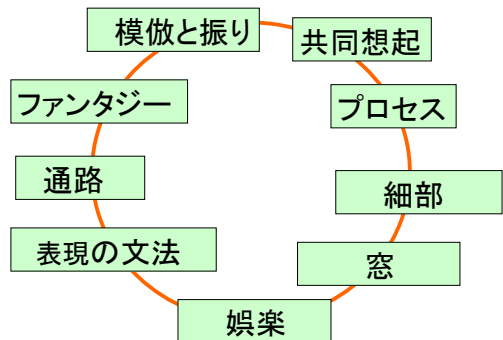 模倣と振り
共同想起
ファンタジー
プロセス
通路
細部
表現の文法
窓
娯楽